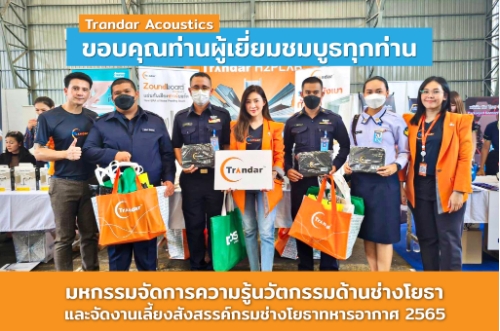 Trandar Acoustics
ขอบคุณท่านผู้เยี่ยมชมบูธทุกท่าน
Trandar AZPLAS
Zoundboard
Trandar
มหกรรมจัดการความรู้นวัตกรรมด้านช่างโยธา
และจัดงานเลี้ยงสังสรรค์กรมช่างโยธาทหารอากาศ 2565